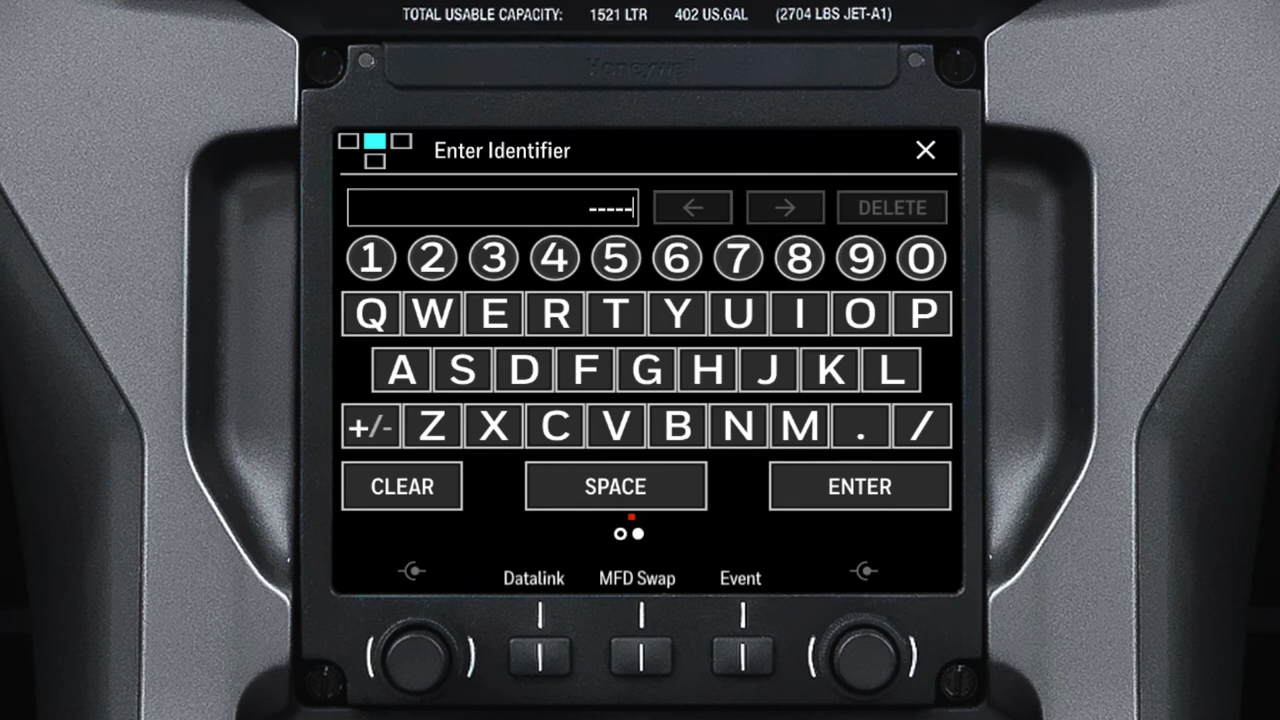 TOTAL USABLE CAPACITY: 1521 LTR 402 US.GAL (2704 LBS JET-A1)
Honeywell
Enter Identifier
----- ← → DELETE
1 2 3 4 5 6 7 8 9 0
Q W E R T Y U I O P
A S D F G H J K L
+/- Z X C V B N M . /
CLEAR SPACE ENTER
Datalink MFD Swap Event